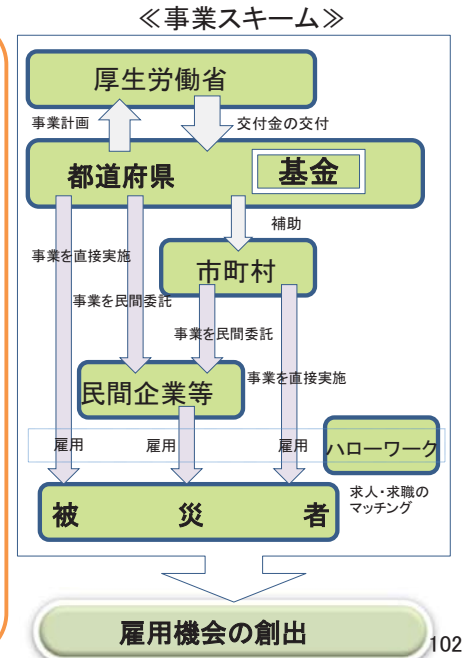 ≪事業スキーム≫
厚生労働省
事業計画
交付金の交付
都道府県
基金
補助
事業を直接実施
市町村
事業を民間委託
事業を民間委託
事業を直接実施
民間企業等
雇用
雇用
雇用
ハローワーク
求人・求職の
マッチング
被 災 者
雇用機会の創出
102